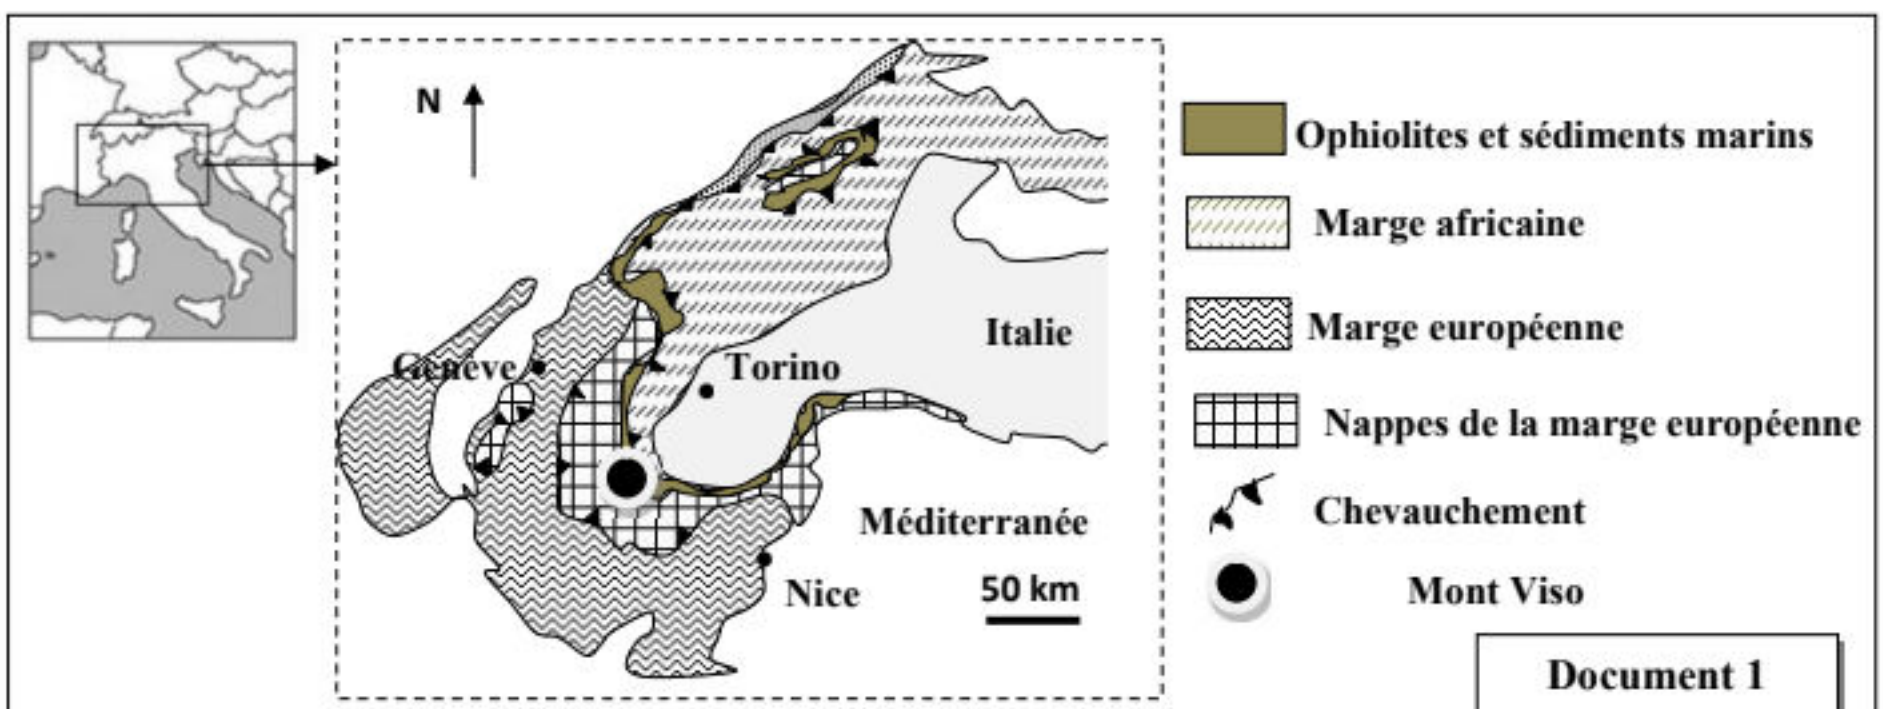 N
Genève
Torino
Italie
Méditerranée
Nice
50 km
Ophiolites et sédiments marins
Marge africaine
Marge européenne
Nappes de la marge européenne
Chevauchement
Mont Viso
Document 1